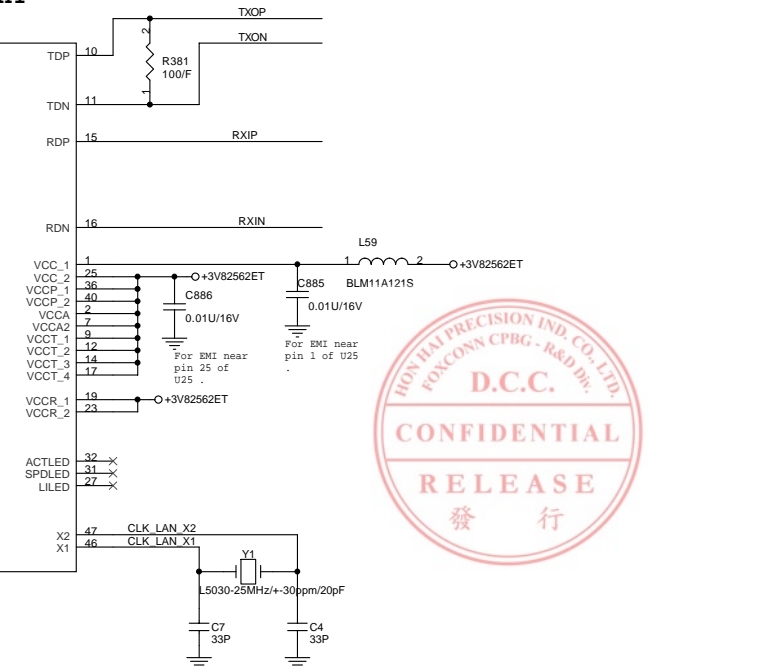 TXOP
TXON
TDP 10
2
R381
100/F
1
TDN 11
RDP 15 RXIP
RDN 16 RXIN
L59
VCC_1 1
1 2 +3V82562ET
BLM11A121S
VCC_2 25 +3V82562ET
VCCP_1 36
VCCP_2 40
VCCA 2
VCCA2 7
VCCT_1 9
VCCT_2 12
VCCT_3 14
VCCT_4 17
C886
0.01U/16V
For EMI near
pin 25 of
U25 .
C885
0.01U/16V
For EMI near
pin 1 of U25
.
VCCR_1 19 +3V82562ET
VCCR_2 23
ACTLED 32
SPDLED 31
LILED 27
X2 47 CLK_LAN_X2
X1 46 CLK_LAN_X1
Y1
L5030-25MHz/+-30ppm/20pF
C7
33P
C4
33P
HON HAI PRECISION IND. CO., LTD.
FOXCONN CPBG - R&D Div.
D.C.C.
CONFIDENTIAL
RELEASE
發 行